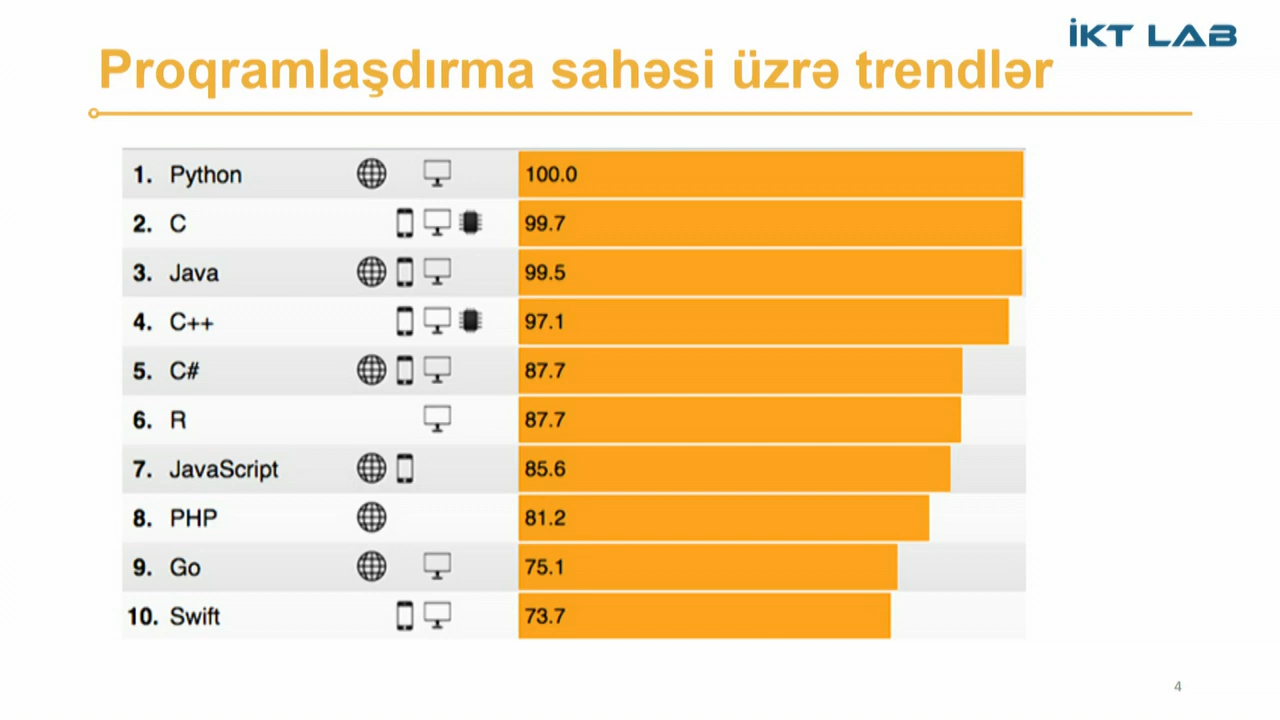 İKT LAB
Proqramlaşdırma sahəsi üzrə trendlər
1. Python 100.0
2. C 99.7
3. Java 99.5
4. C++ 97.1
5. C# 87.7
6. R 87.7
7. JavaScript 85.6
8. PHP 81.2
9. Go 75.1
10. Swift 73.7
4